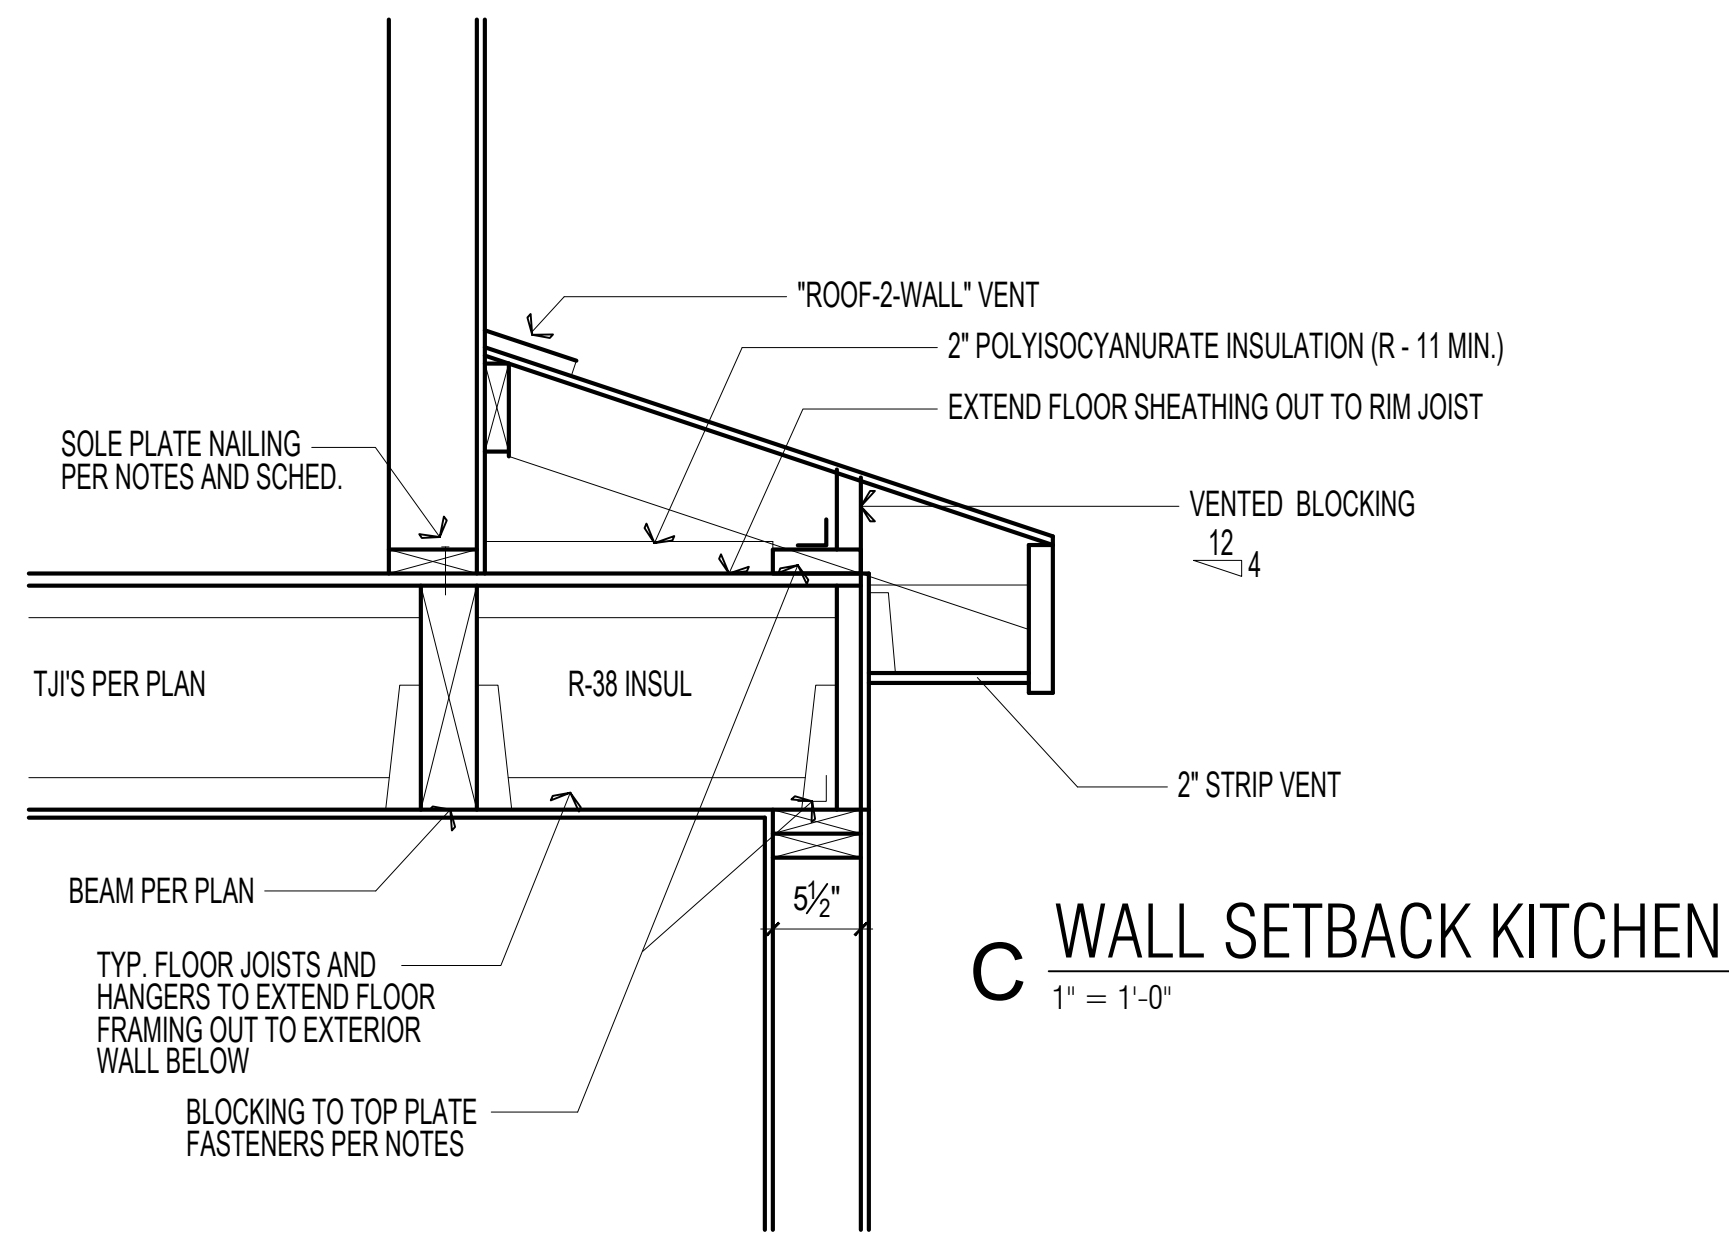 "ROOF-2-WALL" VENT
2" POLYISOCYANURATE INSULATION (R - 11 MIN.)
EXTEND FLOOR SHEATHING OUT TO RIM JOIST
SOLE PLATE NAILING
PER NOTES AND SCHED.
VENTED BLOCKING
12
4
TJI'S PER PLAN
R-38 INSUL
2" STRIP VENT
BEAM PER PLAN
5½"
TYP. FLOOR JOISTS AND
HANGERS TO EXTEND FLOOR
FRAMING OUT TO EXTERIOR
WALL BELOW
C WALL SETBACK KITCHEN
1" = 1'-0"
BLOCKING TO TOP PLATE
FASTENERS PER NOTES